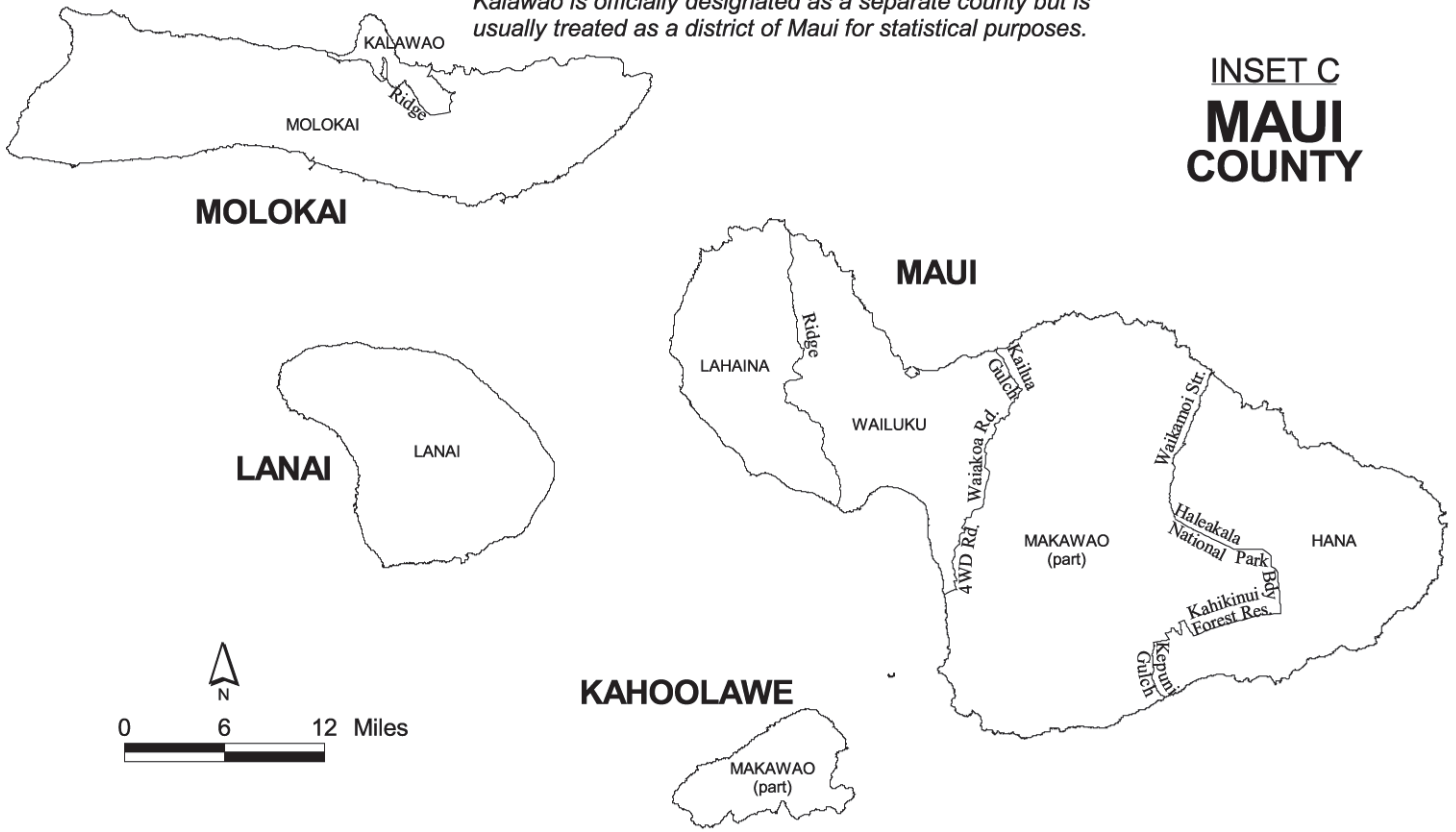 Kalawao is officially designated as a separate county but is
usually treated as a district of Maui for statistical purposes.
INSET C
MAUI
COUNTY
KALAWAO
Ridge
MOLOKAI
MOLOKAI
MAUI
Ridge
LAHAINA
Kailua
Gulch
WAILUKU
Waiakoa Rd.
4WD Rd.
Waikamoi Str.
LANAI
LANAI
MAKAWAO
(part)
Haleakala
National Park
Bdy
HANA
Kahikinui
Forest Res.
Kepuni
Gulch
N
0 6 12 Miles
KAHOOLAWE
MAKAWAO
(part)